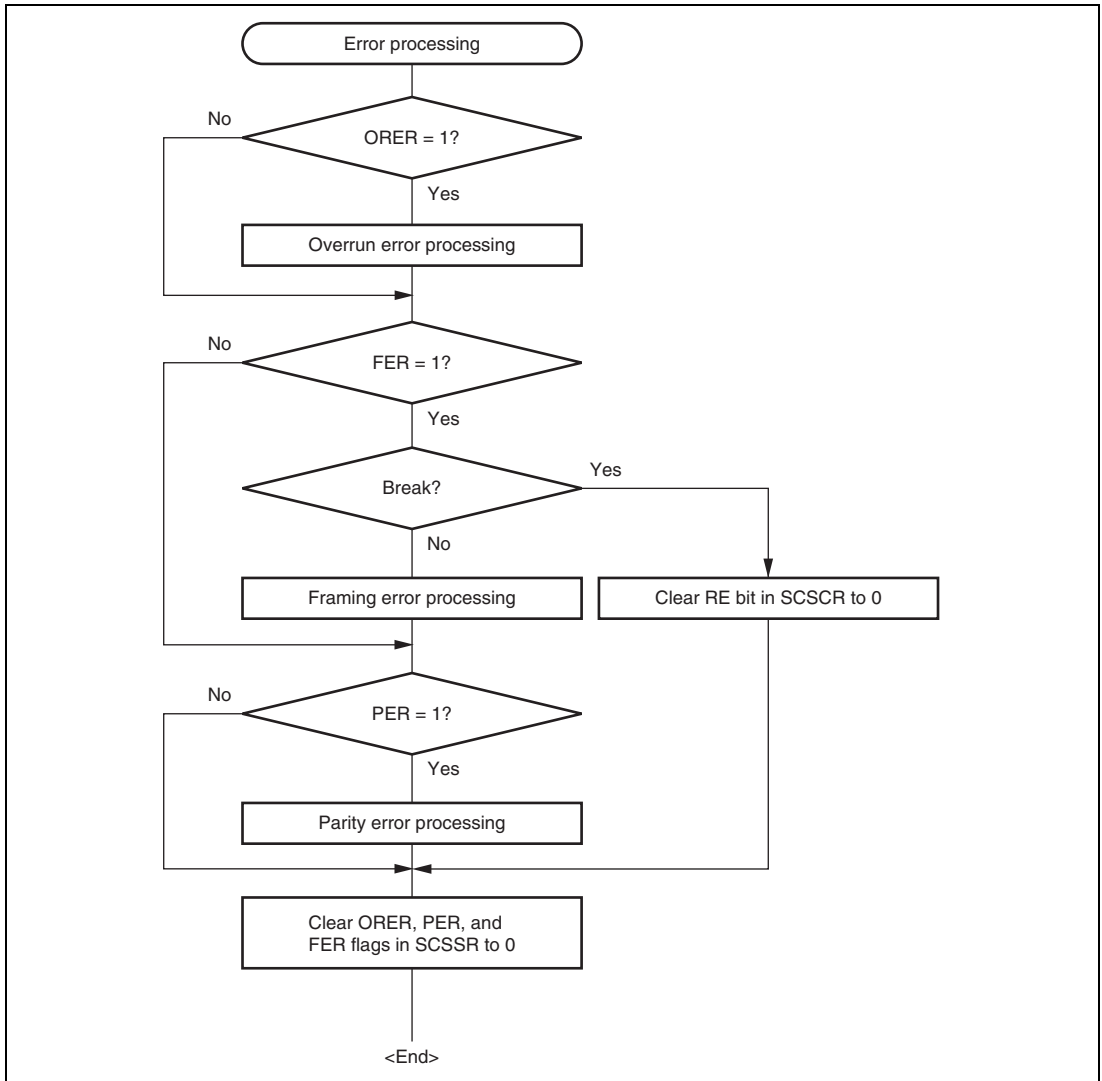 Error processing
No
ORER = 1?
Yes
Overrun error processing
No
FER = 1?
Yes
Yes
Break?
No
Framing error processing
Clear RE bit in SCSCR to 0
No
PER = 1?
Yes
Parity error processing
Clear ORER, PER, and
FER flags in SCSSR to 0
<End>